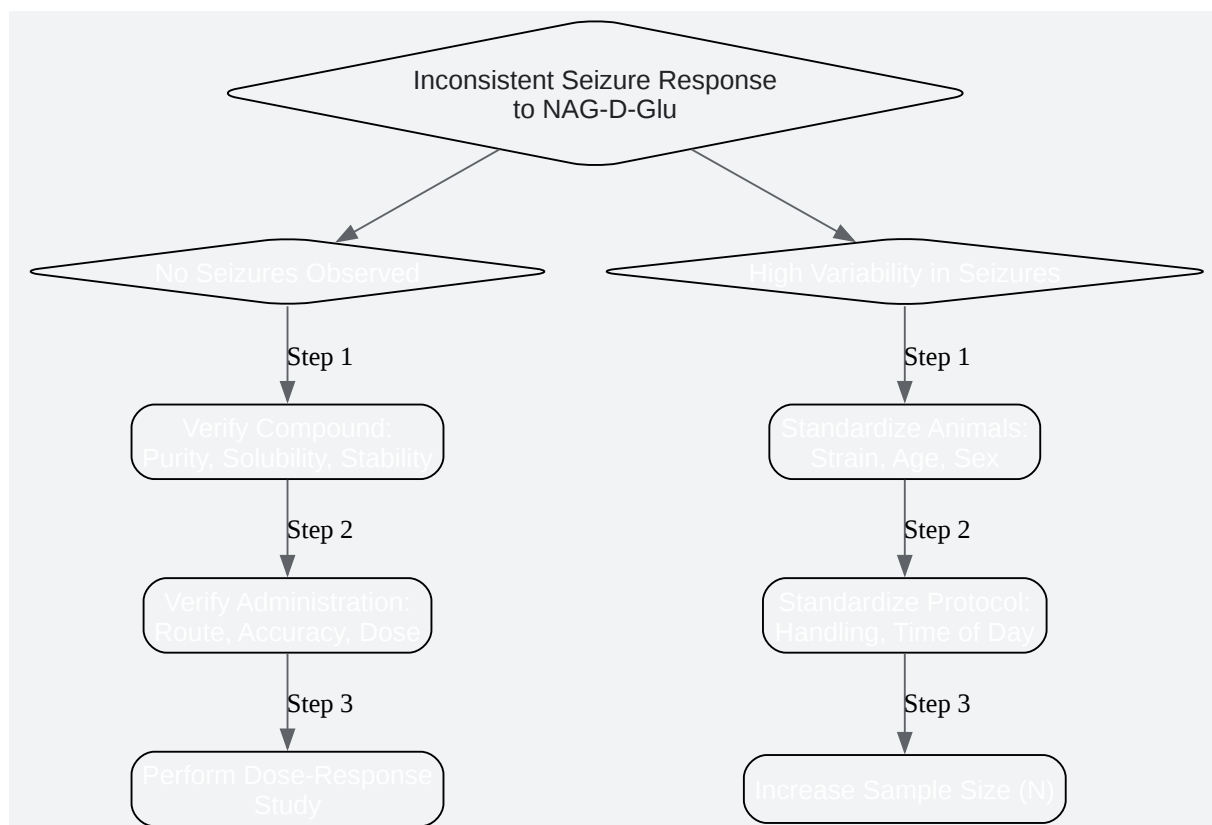 Inconsistent Seizure Response
to NAG-D-Glu
No Seizures Observed
High Variability in Seizures
Step 1
Step 1
Verify Compound:
Purity, Solubility, Stability
Standardize Animals:
Strain, Age, Sex
Step 2
Step 2
Verify Administration:
Route, Accuracy, Dose
Standardize Protocol:
Handling, Time of Day
Step 3
Step 3
Perform Dose-Response
Study
Increase Sample Size (N)